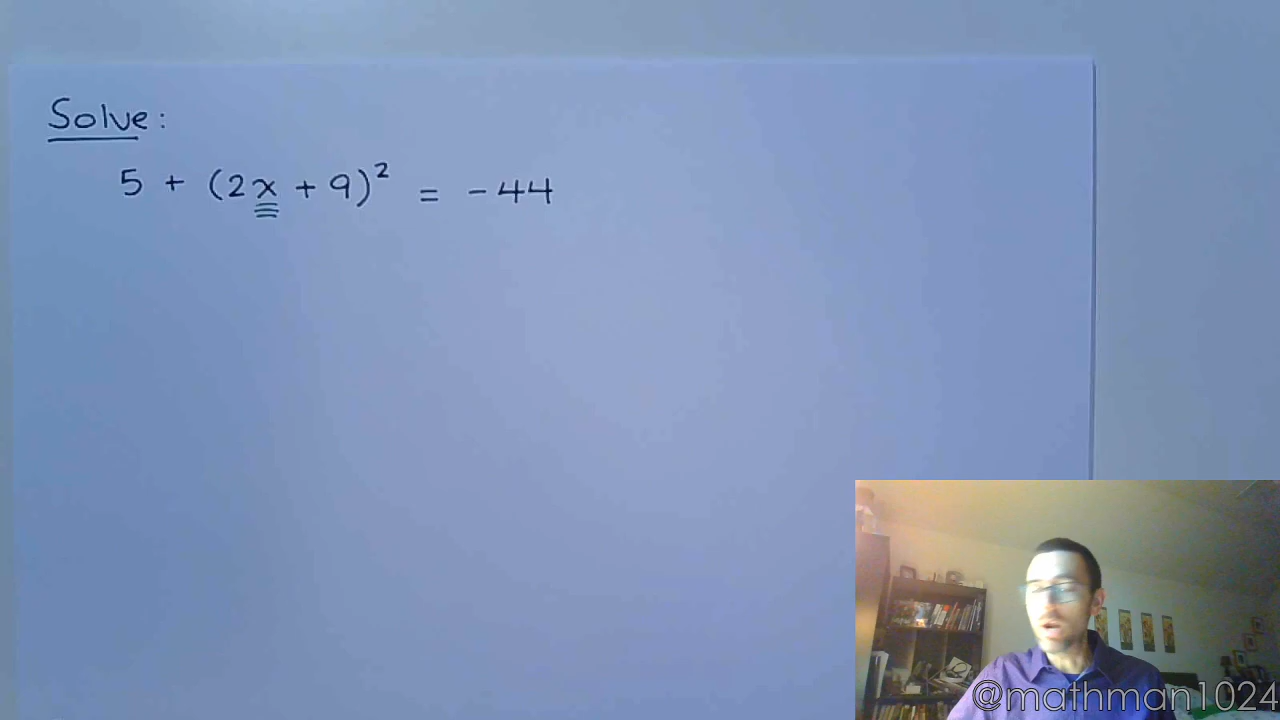 Solve:
5 + (2x + 9)² = -44
@mathman1024